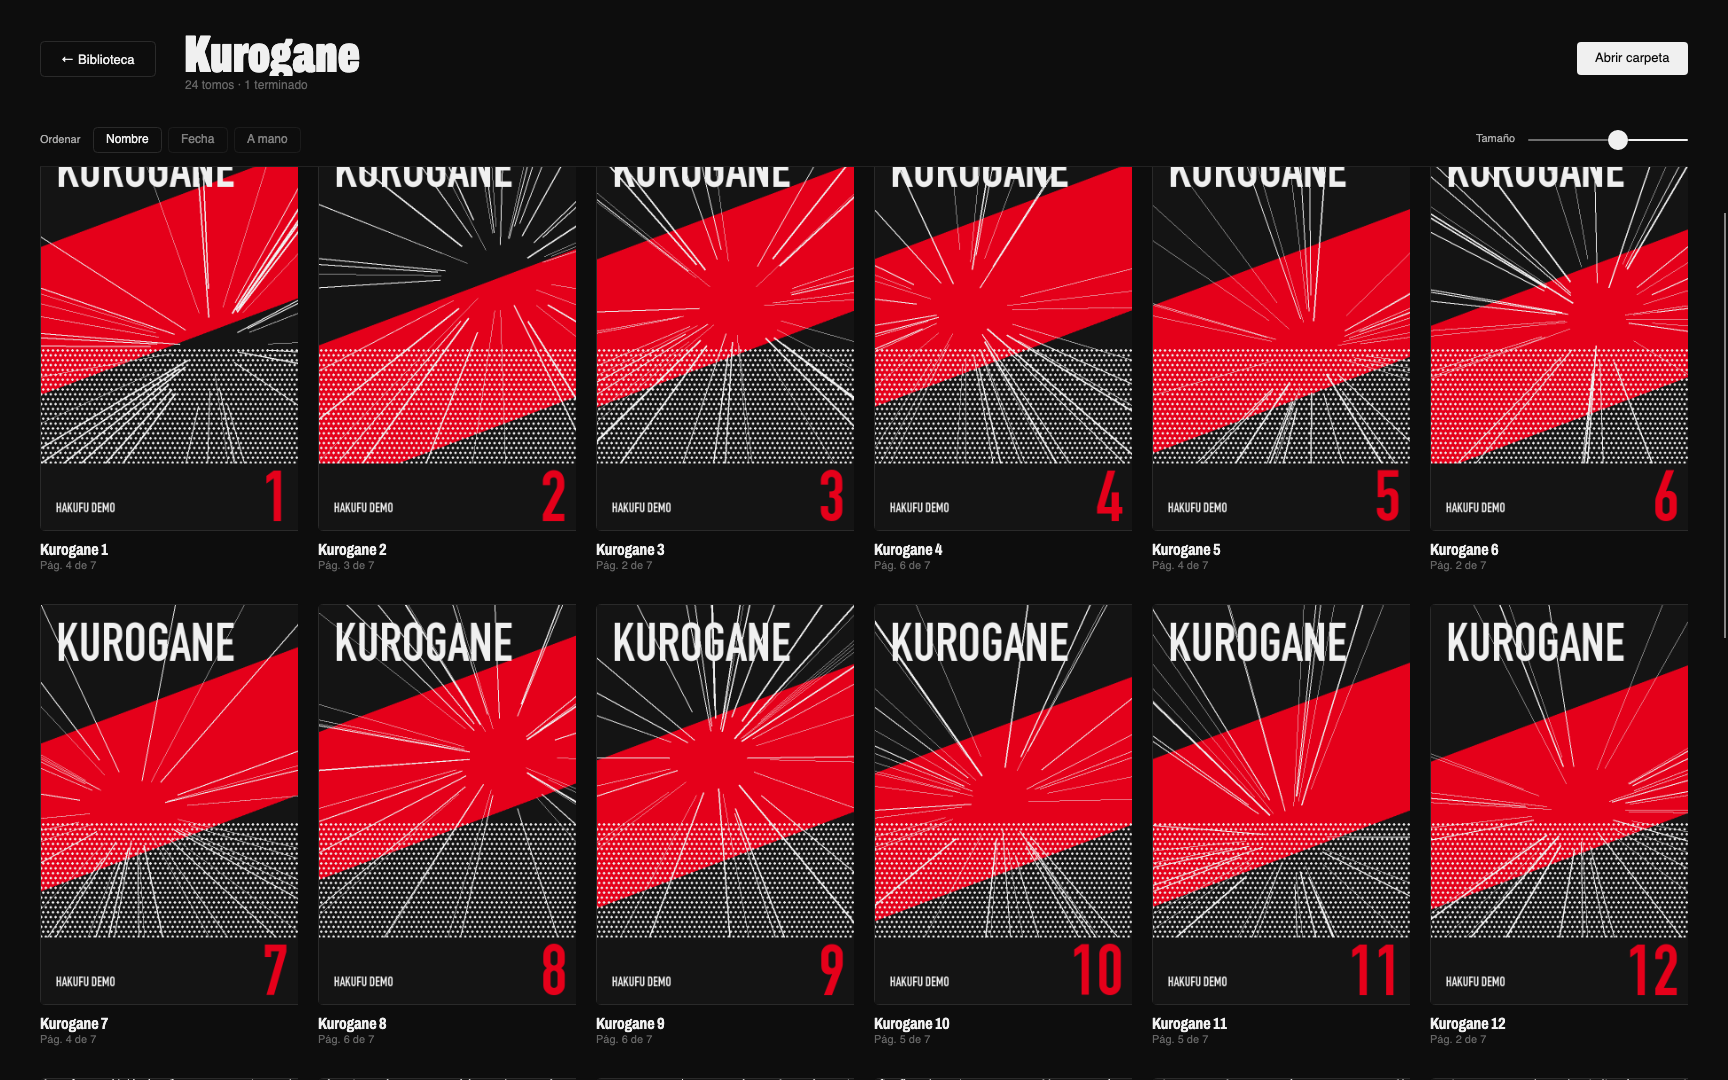 ← Biblioteca
Kurogane
24 tomos · 1 terminado
Abrir carpeta
Ordenar
Nombre
Fecha
A mano
Tamaño
KUROGANE
KUROGANE
KUROGANE
KUROGANE
KUROGANE
KUROGANE
HAKUFU DEMO
1
HAKUFU DEMO
2
HAKUFU DEMO
3
HAKUFU DEMO
4
HAKUFU DEMO
5
HAKUFU DEMO
6
Kurogane 1
Pág. 4 de 7
Kurogane 2
Pág. 3 de 7
Kurogane 3
Pág. 2 de 7
Kurogane 4
Pág. 6 de 7
Kurogane 5
Pág. 4 de 7
Kurogane 6
Pág. 2 de 7
KUROGANE
KUROGANE
KUROGANE
KUROGANE
KUROGANE
KUROGANE
HAKUFU DEMO
7
HAKUFU DEMO
8
HAKUFU DEMO
9
HAKUFU DEMO
10
HAKUFU DEMO
11
HAKUFU DEMO
12
Kurogane 7
Pág. 4 de 7
Kurogane 8
Pág. 6 de 7
Kurogane 9
Pág. 6 de 7
Kurogane 10
Pág. 5 de 7
Kurogane 11
Pág. 5 de 7
Kurogane 12
Pág. 2 de 7